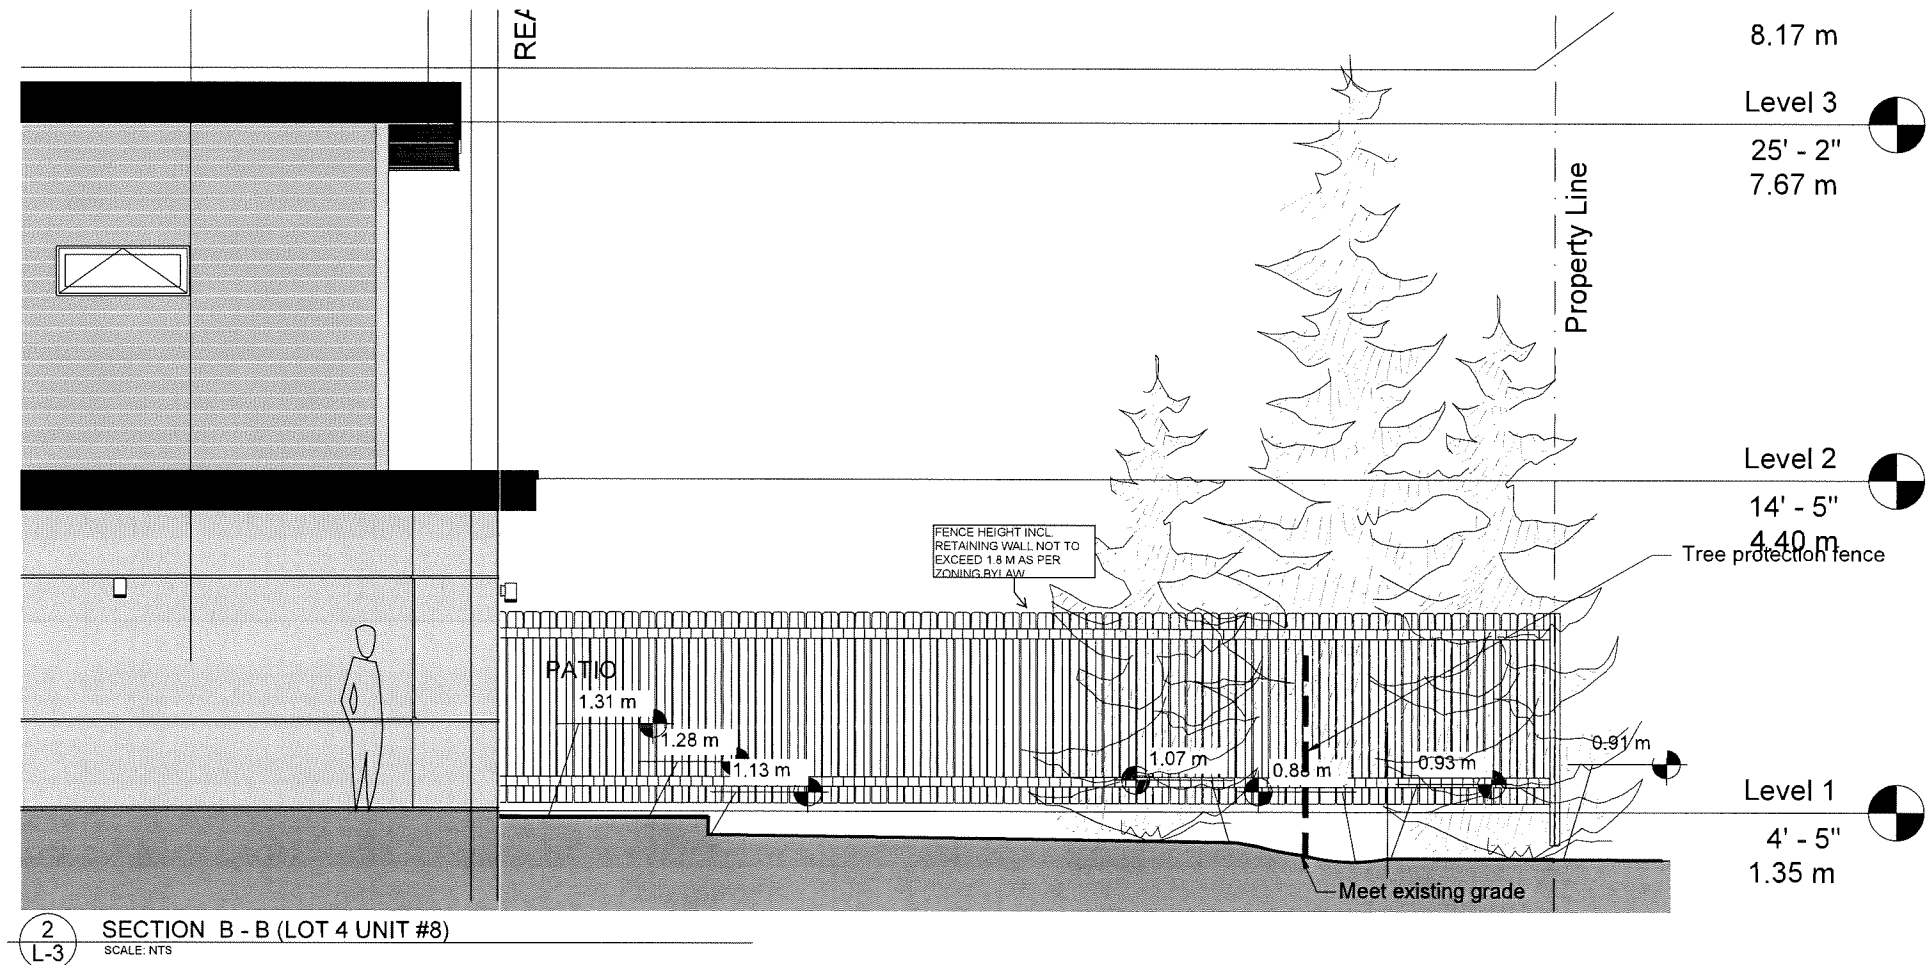 REA
8.17 m
Level 3
25' - 2"
7.67 m
Property Line
Level 2
14' - 5"
4.40 m
Tree protection fence
FENCE HEIGHT INCL.
RETAINING WALL NOT TO
EXCEED 1.8 M AS PER
ZONING BYLAW
PATIO
1.31 m
1.28 m
1.13 m
1.07 m
0.88 m
0.93 m
0.91 m
Level 1
4' - 5"
1.35 m
Meet existing grade
2
L-3
SECTION B - B (LOT 4 UNIT #8)
SCALE: NTS